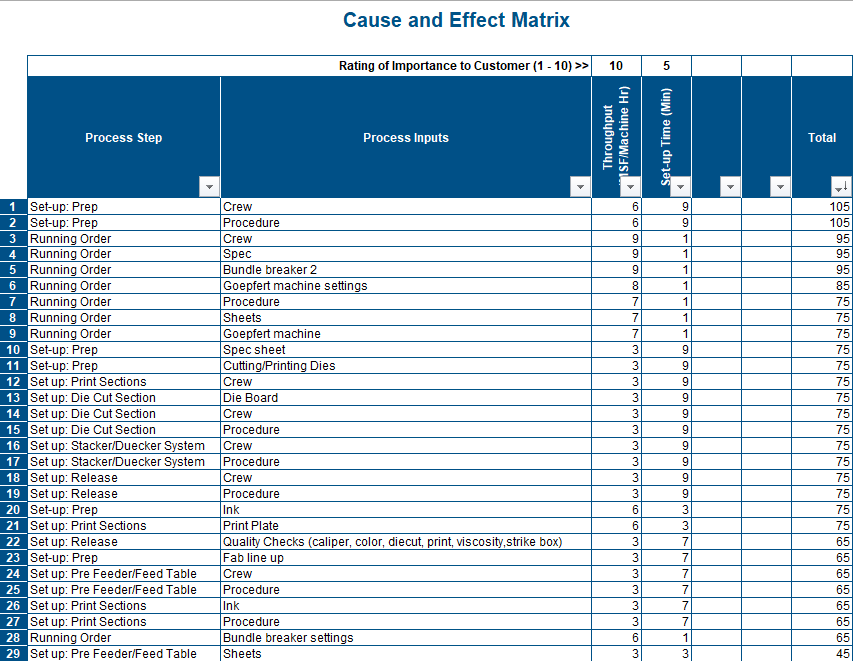 Cause and Effect Matrix
Rating of Importance to Customer (1 - 10) >> 10 5
Process Step Process Inputs Throughput MSF/Machine Hr) Set-up Time (Min) Total
1 Set-up: Prep Crew 6 9 105
2 Set-up: Prep Procedure 6 9 105
3 Running Order Crew 9 1 95
4 Running Order Spec 9 1 95
5 Running Order Bundle breaker 2 9 1 95
6 Running Order Goepfert machine settings 8 1 85
7 Running Order Procedure 7 1 75
8 Running Order Sheets 7 1 75
9 Running Order Goepfert machine 7 1 75
10 Set-up: Prep Spec sheet 3 9 75
11 Set-up: Prep Cutting/Printing Dies 3 9 75
12 Set up: Print Sections Crew 3 9 75
13 Set up: Die Cut Section Die Board 3 9 75
14 Set up: Die Cut Section Crew 3 9 75
15 Set up: Die Cut Section Procedure 3 9 75
16 Set up: Stacker/Duecker System Crew 3 9 75
17 Set up: Stacker/Duecker System Procedure 3 9 75
18 Set up: Release Crew 3 9 75
19 Set up: Release Procedure 3 9 75
20 Set-up: Prep Ink 6 3 75
21 Set up: Print Sections Print Plate 6 3 75
22 Set up: Release Quality Checks (caliper, color, diecut, print, viscosity,strike box) 3 7 65
23 Set-up: Prep Fab line up 3 7 65
24 Set up: Pre Feeder/Feed Table Crew 3 7 65
25 Set up: Pre Feeder/Feed Table Procedure 3 7 65
26 Set up: Print Sections Ink 3 7 65
27 Set up: Print Sections Procedure 3 7 65
28 Running Order Bundle breaker settings 6 1 65
29 Set up: Pre Feeder/Feed Table Sheets 3 3 45